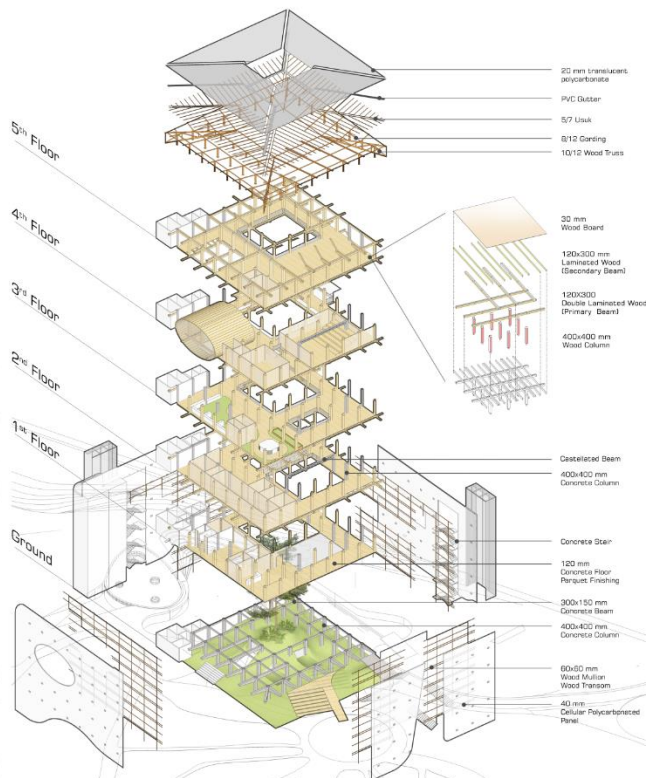 20 mm translucent
polycarbonate
PVC Gutter
5/7 Usuk
8/12 Gording
10/12 Wood Truss
5th Floor
4th Floor
3rd Floor
2nd Floor
1st Floor
Ground
30 mm
Wood Board
120x300 mm
Laminated Wood
(Secondary Beam)
120X300
Double Laminated Wood
(Primary Beam)
400x400 mm
Wood Column
Castellated Beam
400x400 mm
Concrete Column
Concrete Stair
120 mm
Concrete Floor
Parquet Finishing
300x150 mm
Concrete Beam
400x400 mm
Concrete Column
60x60 mm
Wood Mullion
Wood Transom
40 mm
Cellular Polycarbonated
Panel